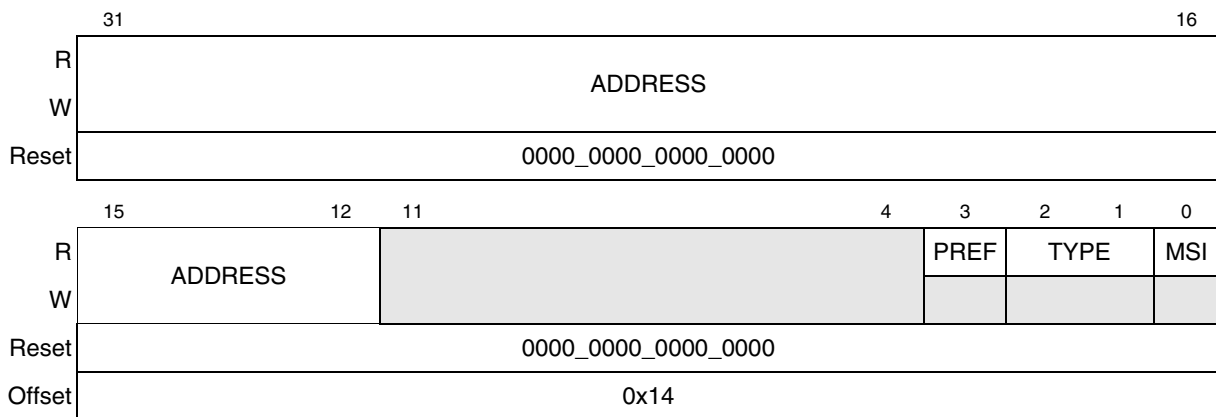 31 16
R
ADDRESS
W
Reset 0000_0000_0000_0000
15 12 11 4 3 2 1 0
R PREF TYPE MSI
ADDRESS
W
Reset 0000_0000_0000_0000
Offset 0x14